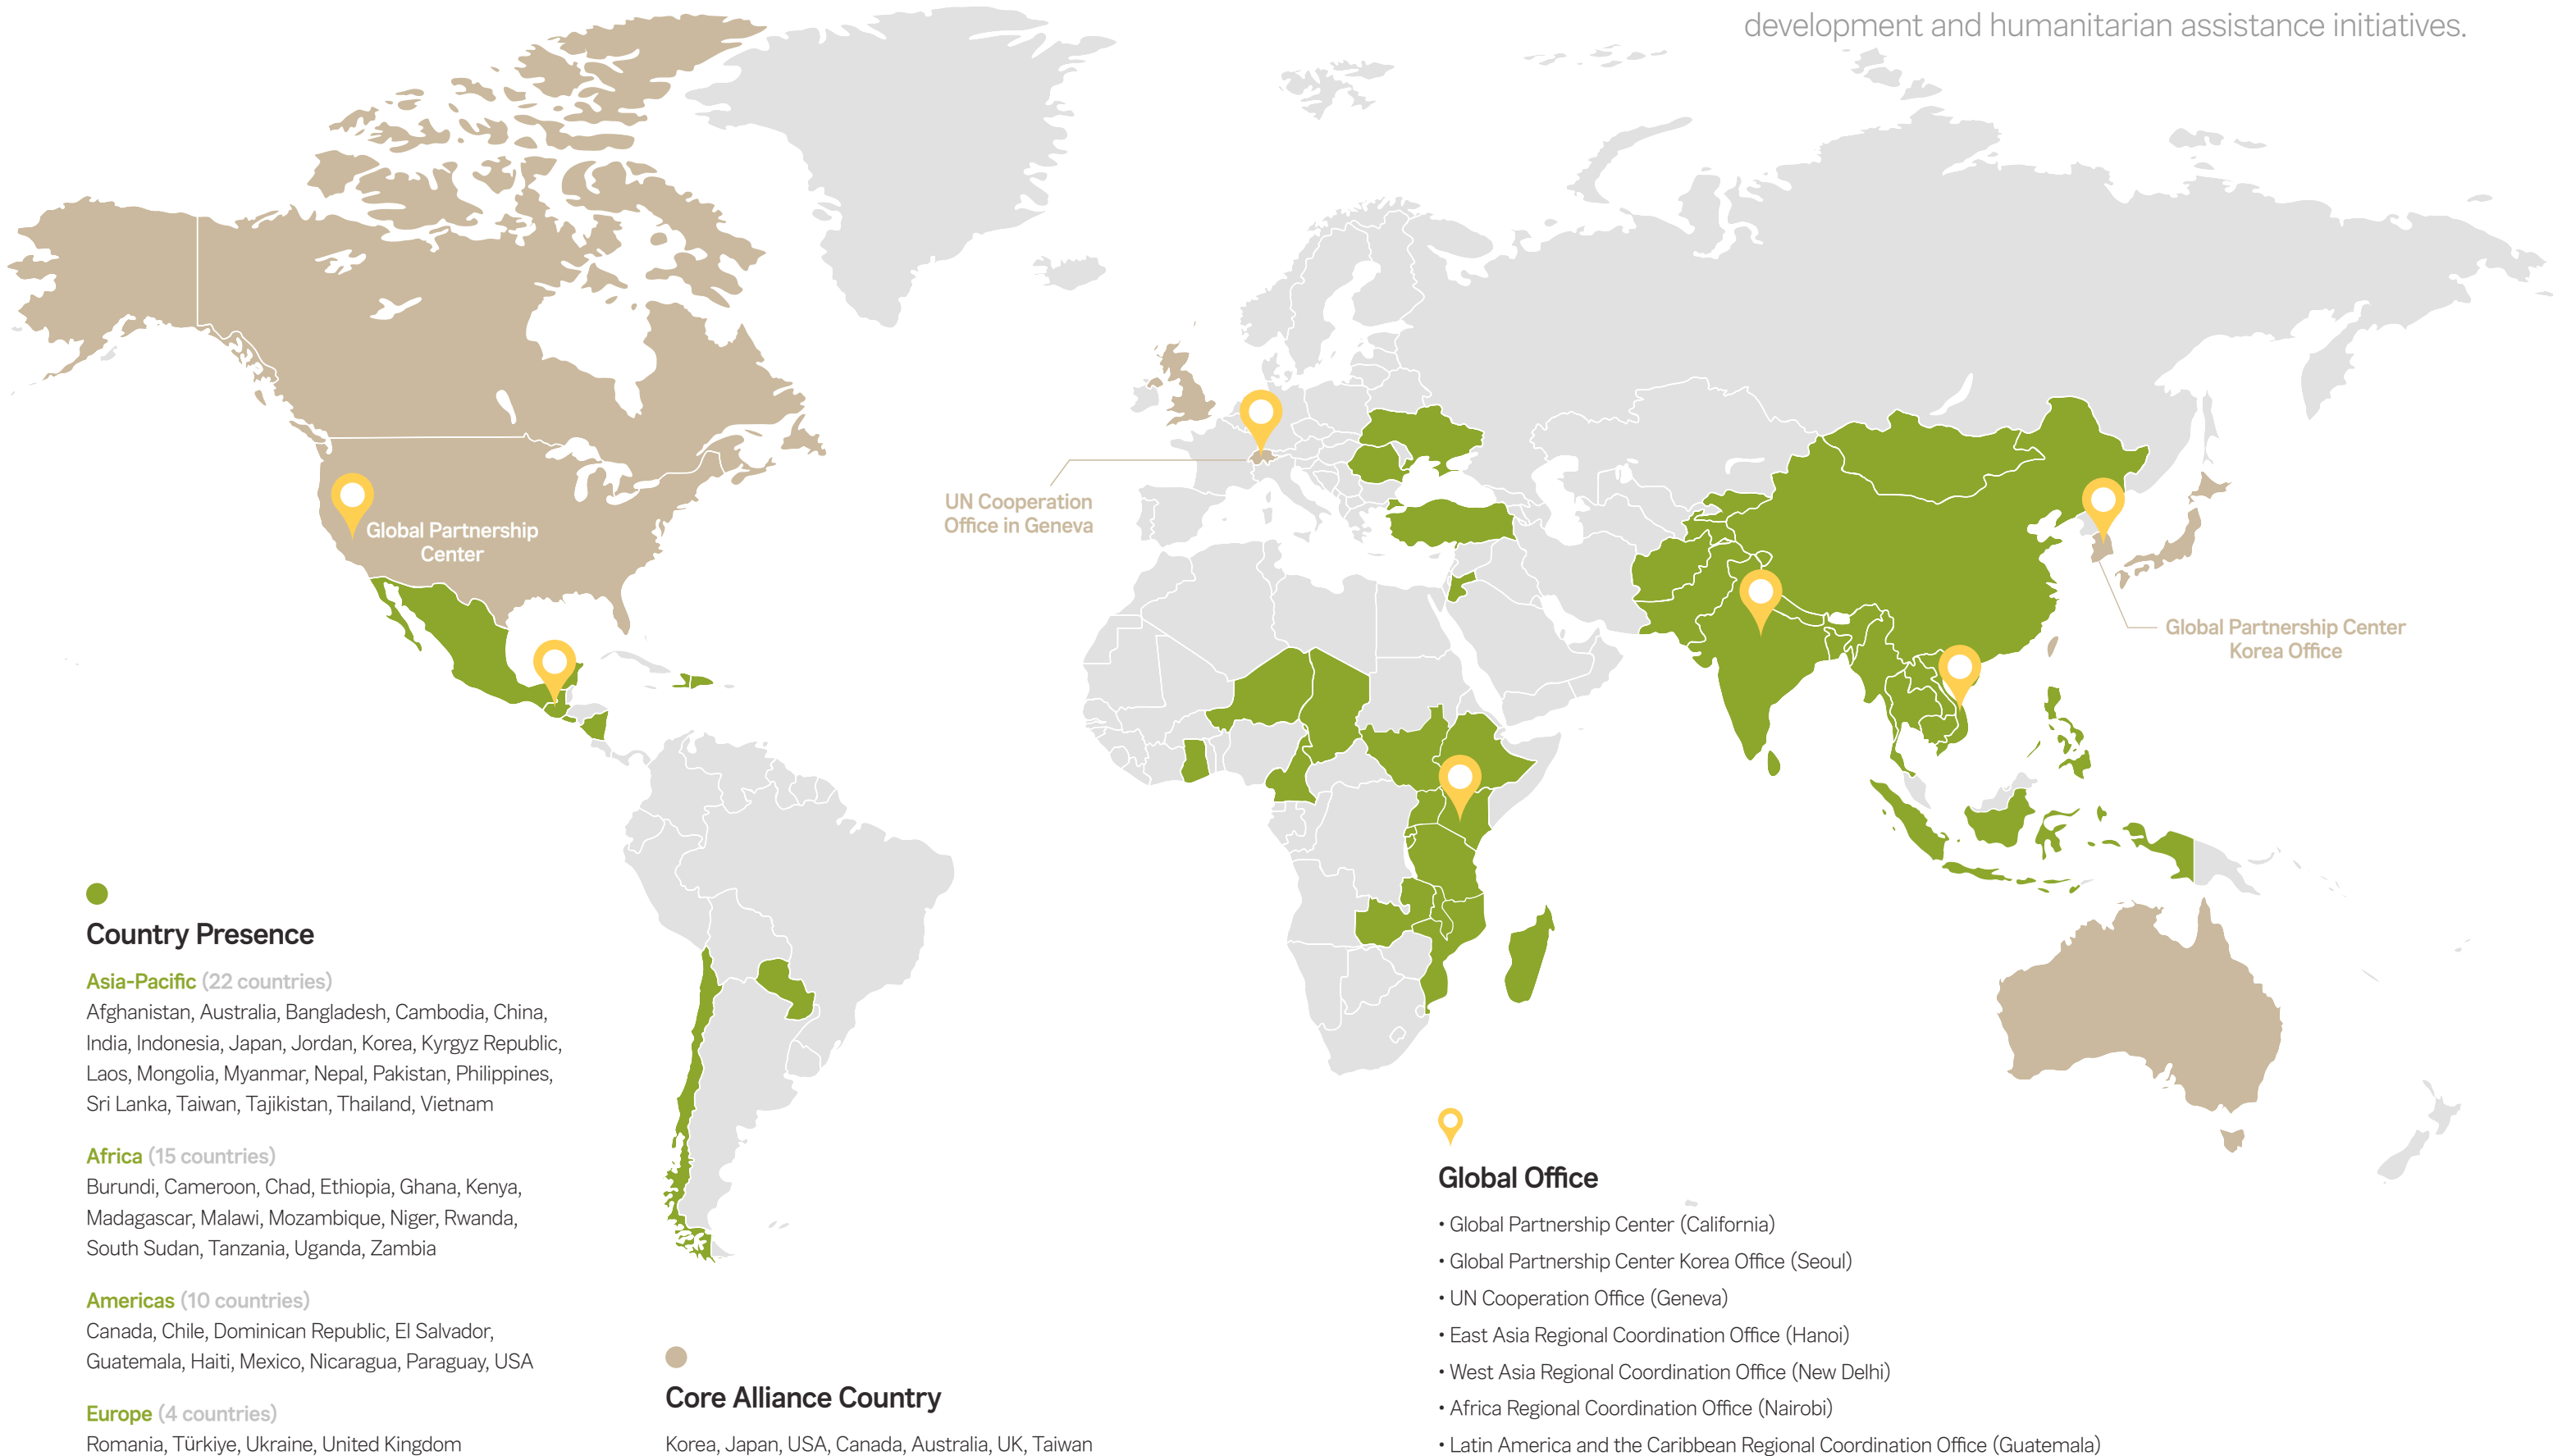 development and humanitarian assistance initiatives.
Global Partnership
Center
UN Cooperation
Office in Geneva
Global Partnership Center
Korea Office
Country Presence
Asia-Pacific (22 countries)
Afghanistan, Australia, Bangladesh, Cambodia, China,
India, Indonesia, Japan, Jordan, Korea, Kyrgyz Republic,
Laos, Mongolia, Myanmar, Nepal, Pakistan, Philippines,
Sri Lanka, Taiwan, Tajikistan, Thailand, Vietnam
Africa (15 countries)
Burundi, Cameroon, Chad, Ethiopia, Ghana, Kenya,
Madagascar, Malawi, Mozambique, Niger, Rwanda,
South Sudan, Tanzania, Uganda, Zambia
Americas (10 countries)
Canada, Chile, Dominican Republic, El Salvador,
Guatemala, Haiti, Mexico, Nicaragua, Paraguay, USA
Europe (4 countries)
Romania, Türkiye, Ukraine, United Kingdom
Core Alliance Country
Korea, Japan, USA, Canada, Australia, UK, Taiwan
Global Office
• Global Partnership Center (California)
• Global Partnership Center Korea Office (Seoul)
• UN Cooperation Office (Geneva)
• East Asia Regional Coordination Office (Hanoi)
• West Asia Regional Coordination Office (New Delhi)
• Africa Regional Coordination Office (Nairobi)
• Latin America and the Caribbean Regional Coordination Office (Guatemala)